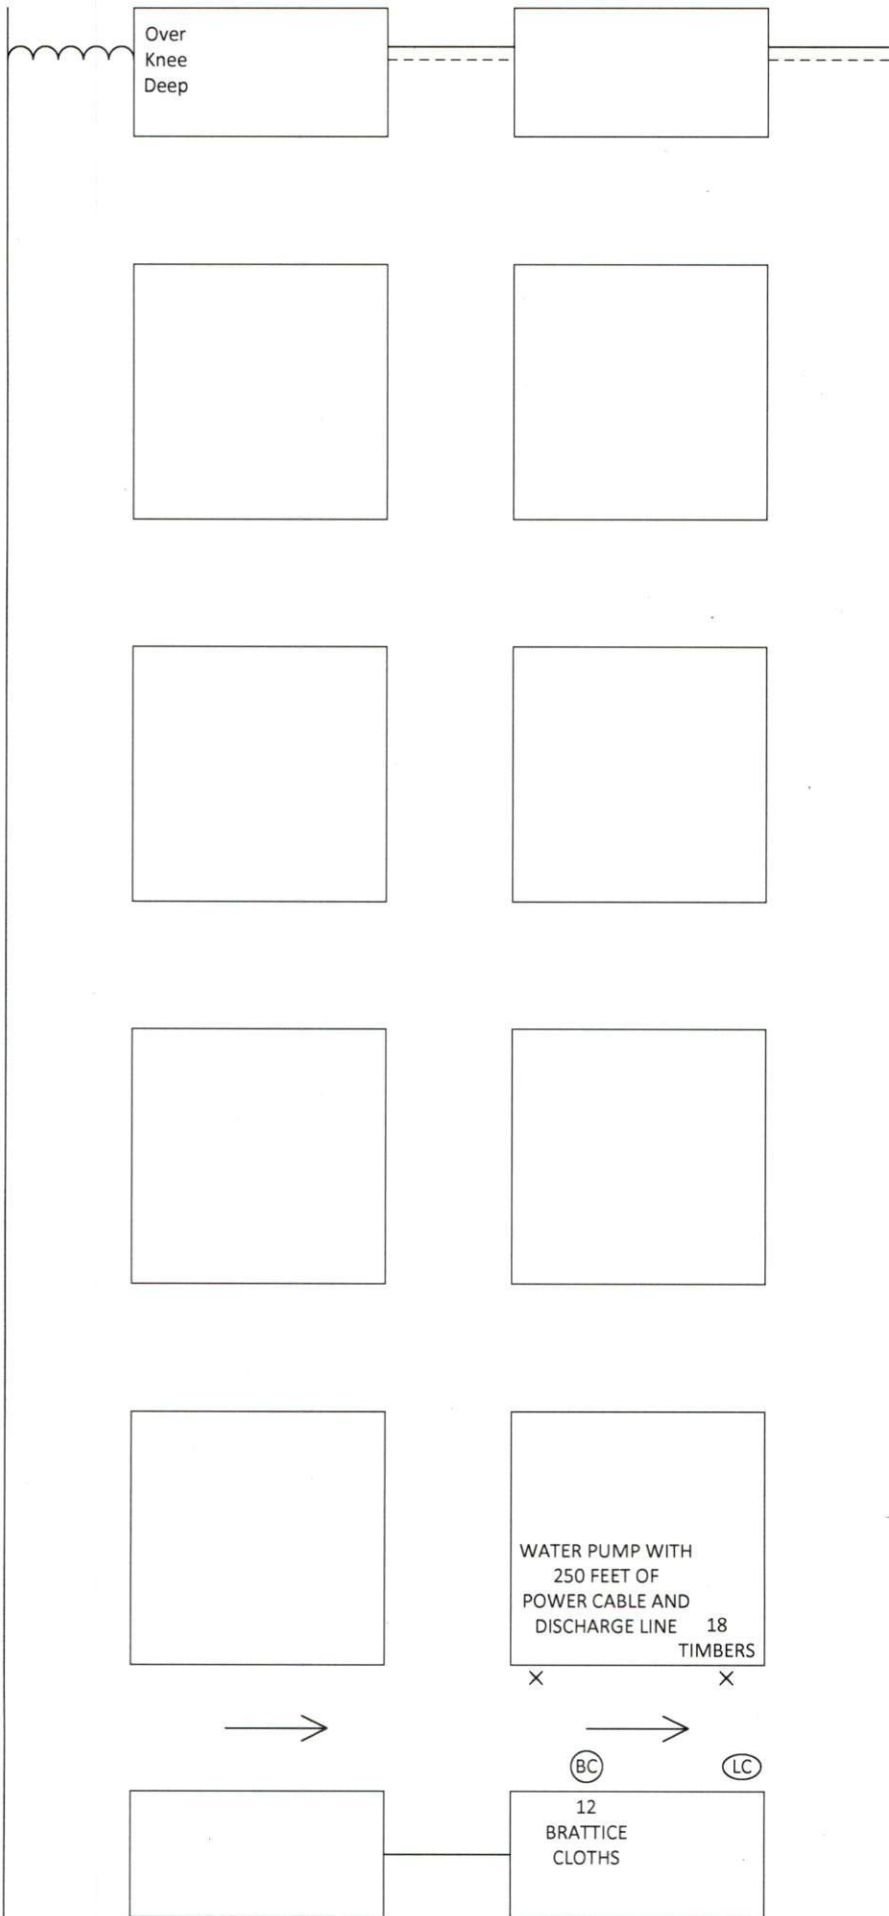 Over
Knee
Deep
WATER PUMP WITH
250 FEET OF
POWER CABLE AND
DISCHARGE LINE
18
TIMBERS
BC
LC
12
BRATTICE
CLOTHS